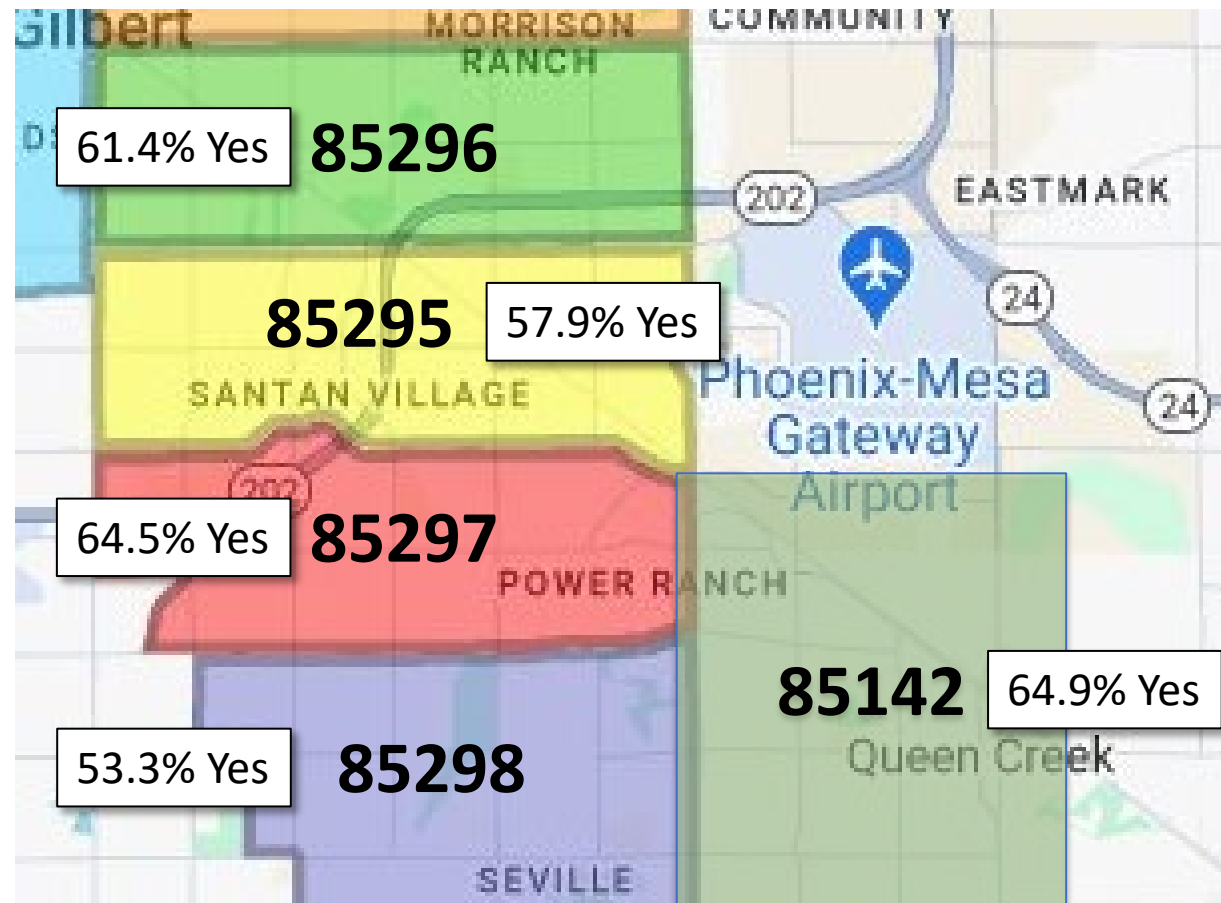 Gilbert
MORRISON
RANCH
COMMUNITY
61.4% Yes
85296
202
EASTMARK
85295
57.9% Yes
24
SANTAN VILLAGE
Phoenix-Mesa
Gateway
Airport
24
202
64.5% Yes
85297
POWER RANCH
85142
64.9% Yes
Queen Creek
53.3% Yes
85298
SEVILLE